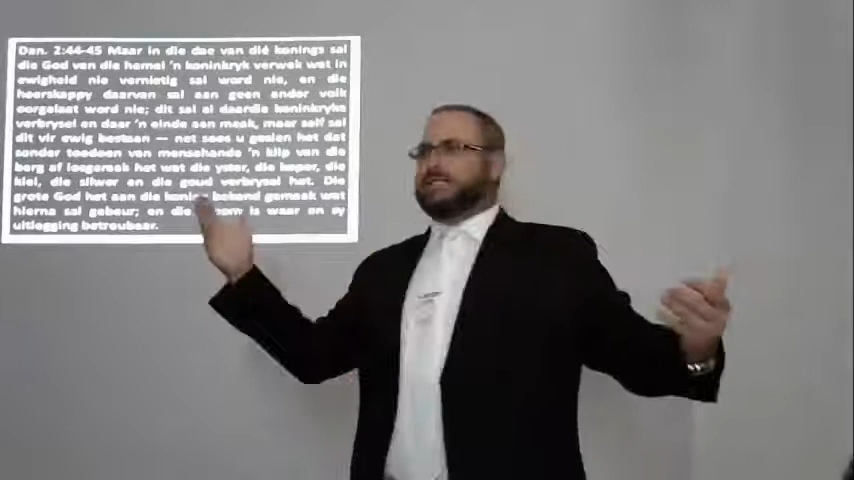 Dan. 2:44-45 Maar in die dae van dié konings sal
die God van die hemel 'n koninkryk verwek wat in
ewigheid nie vernietig sal word nie, en die
heerskappy daarvan sal aan geen ander volk
oorgelaat word nie; dit sal al daardie koninkryke
verbrysel en daar 'n einde aan maak, maar self sal
dit vir ewig bestaan — net soos u gesien het dat
sonder toedoen van mensehande 'n klip van die
berg af losgeraak het wat die yster, die koper, die
klei, die silwer en die goud verbrysel het. Die
grote God het aan die koning bekend gemaak wat
hierna sal gebeur; en die is waar en sy
uitlegging betroubaar.